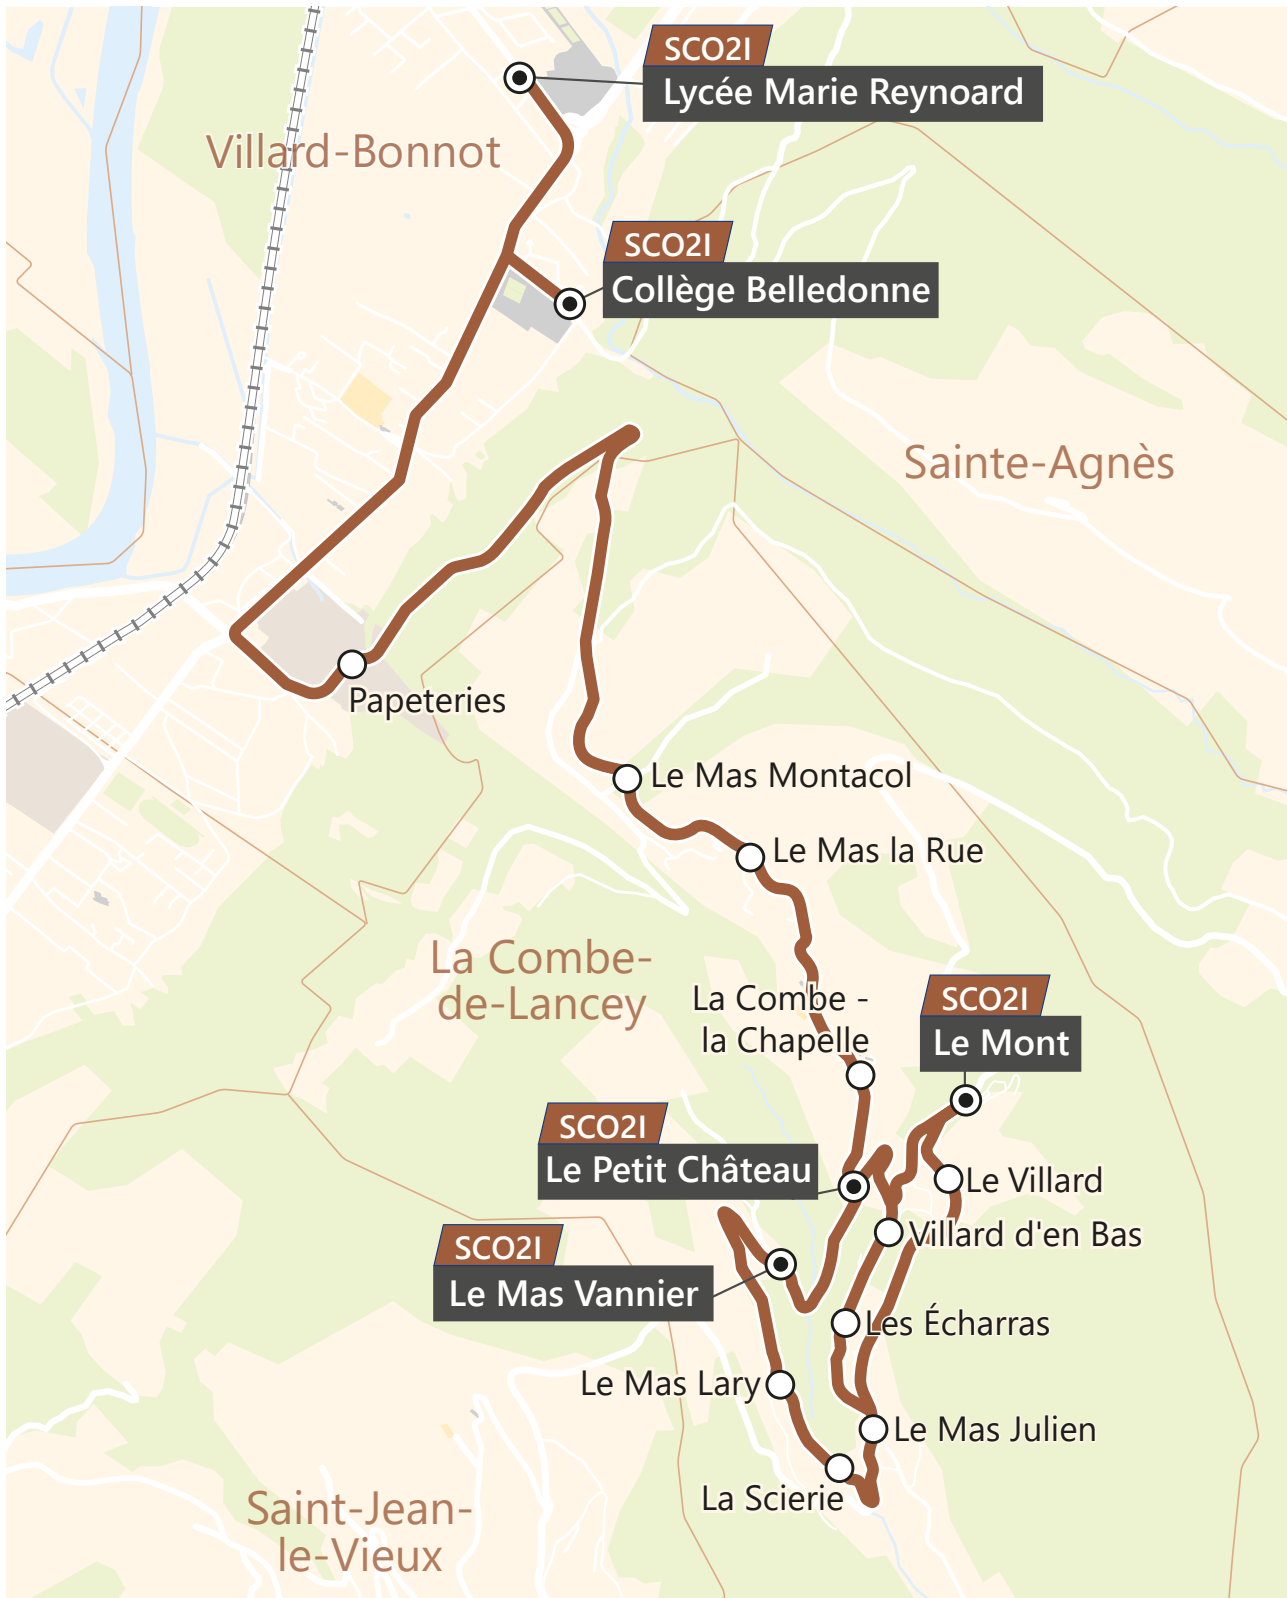 SCO2I
Lycée Marie Reynoard
Villard-Bonnot
SCO2I
Collège Belledonne
Sainte-Agnès
Papeteries
Le Mas Montacol
Le Mas la Rue
La Combe-
de-Lancey
La Combe -
la Chapelle
SCO2I
Le Mont
SCO2I
Le Petit Château
Le Villard
Villard d'en Bas
SCO2I
Le Mas Vannier
Les Écharras
Le Mas Lary
Le Mas Julien
La Scierie
Saint-Jean-
le-Vieux